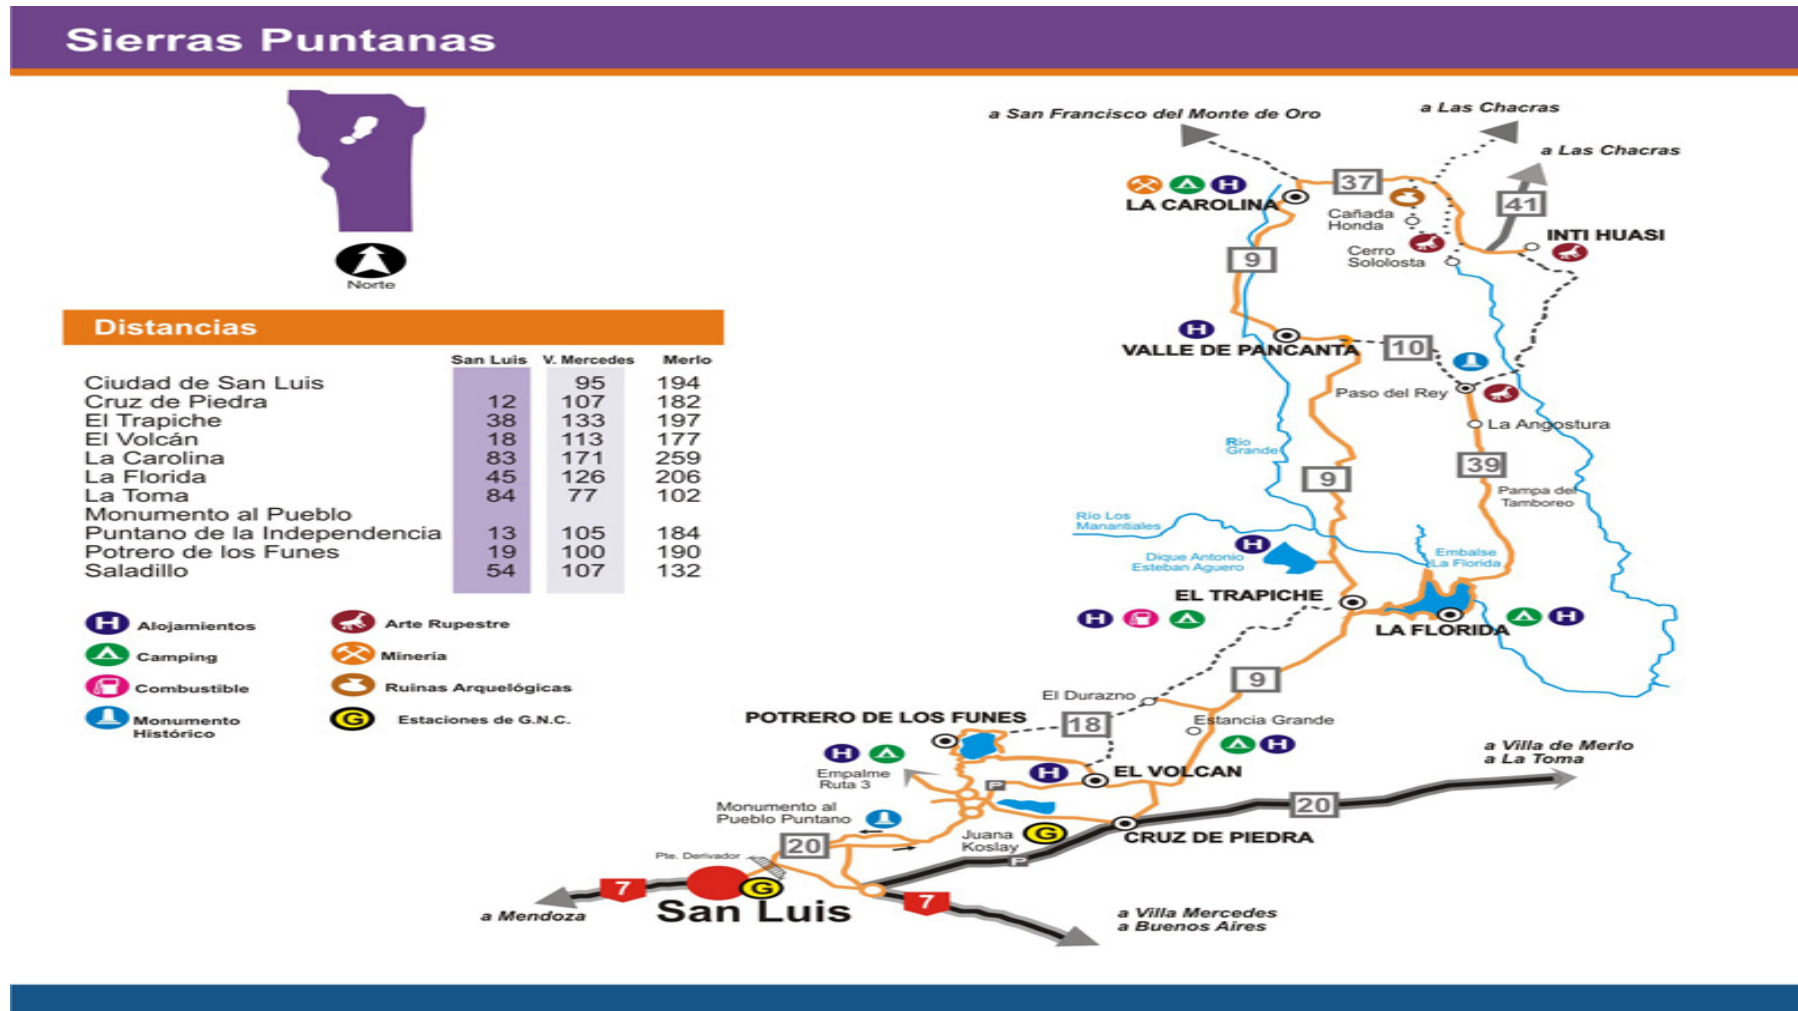 Sierras Puntanas
Norte
Distancias
San Luis V. Mercedes Merlo
Ciudad de San Luis 95 194
Cruz de Piedra 12 107 182
El Trapiche 38 133 197
El Volcán 18 113 177
La Carolina 83 171 259
La Florida 45 126 206
La Toma 84 77 102
Monumento al Pueblo
Puntano de la Independencia 13 105 184
Potrero de los Funes 19 100 190
Saladillo 54 107 132
H Alojamientos
Arte Rupestre
Camping
Minería
Combustible
Ruinas Arquelógicas
Monumento
Histórico
G Estaciones de G.N.C.
a San Francisco del Monte de Oro
a Las Chacras
a Las Chacras
37
H
LA CAROLINA
41
Cañada
Honda
INTI HUASI
Cerro
Sololosta
9
H
VALLE DE PANCANTA
10
Paso del Rey
La Angostura
Río
Grande
39
9
Pampa del
Tamboreo
Río Los
Manantiales
H
Dique Antonio
Esteban Aguero
Embalse
La Florida
EL TRAPICHE
H
LA FLORIDA
H
9
El Durazno
POTRERO DE LOS FUNES
18
Estancia Grande
H
H
a Villa de Merlo
a La Toma
Empalme
Ruta 3
H
EL VOLCAN
P
Monumento al
Pueblo Puntano
20
Juana
Koslay
G
CRUZ DE PIEDRA
20
P
Pte. Derivador
7
G
San Luis
7
a Mendoza
a Villa Mercedes
a Buenos Aires